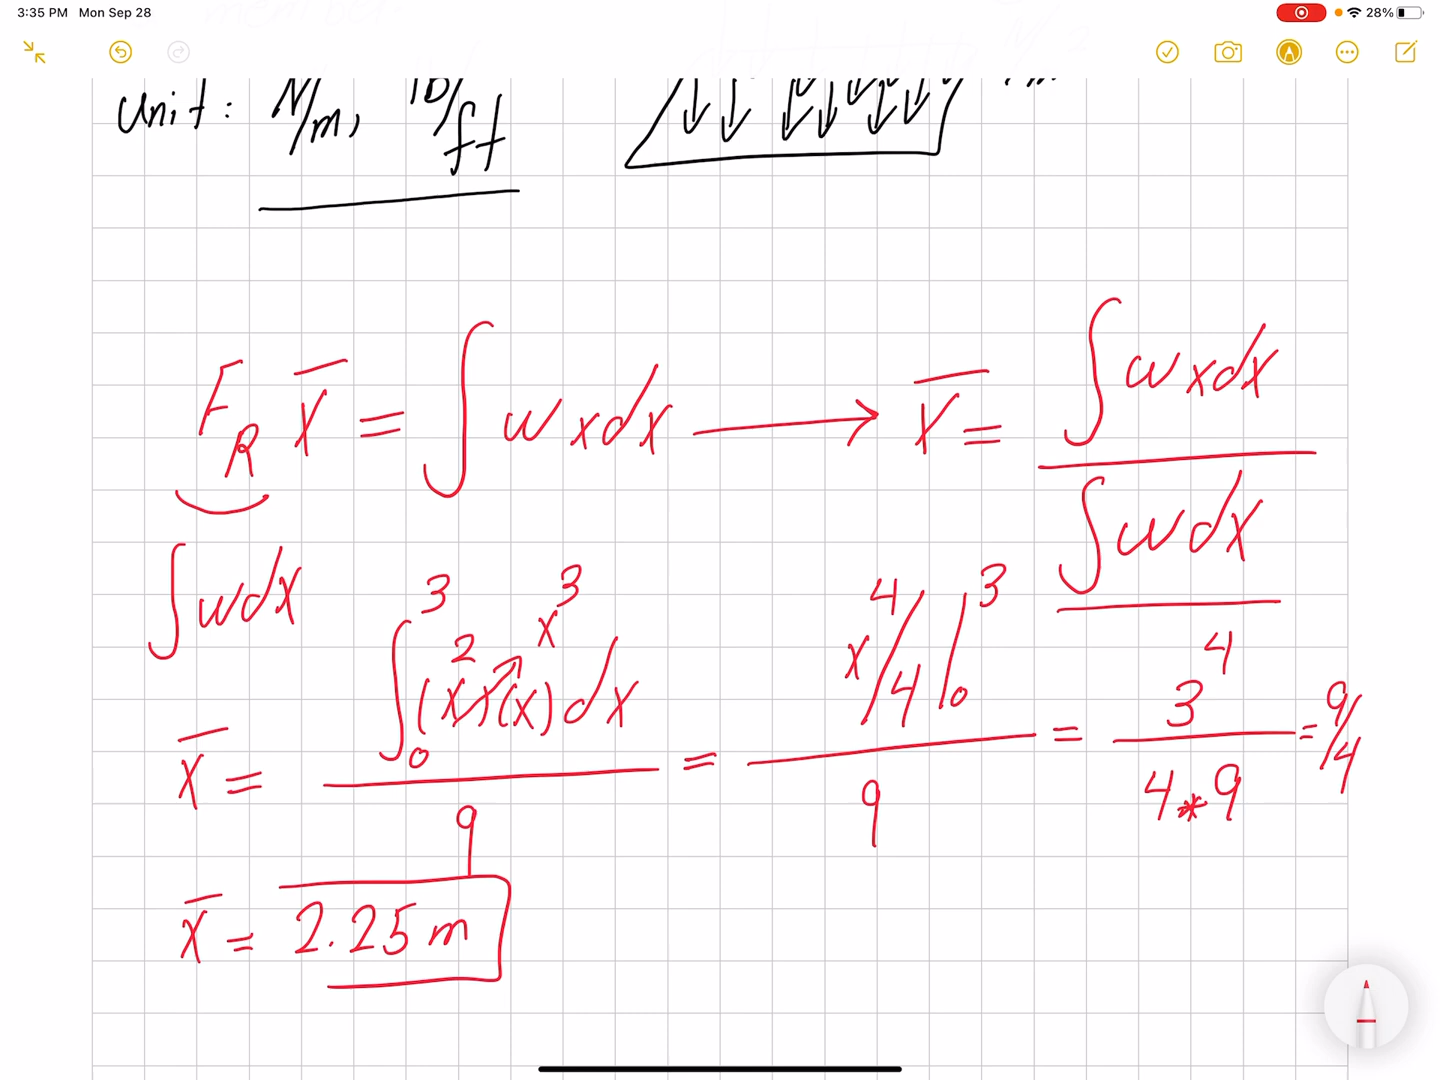 3:35 PM Mon Sep 28
28%
Unit: N/m, lb/ft
F_R x̄ = ∫ w x dx ⟶ x̄ = ∫ w x dx / ∫ w dx
∫ w dx
x̄ = ∫₀³ (x²)(x) dx / 9 = x⁴/4 |₀³ / 9 = 3⁴ / 4*9 = 9/4
x³
x̄ = 2.25 m